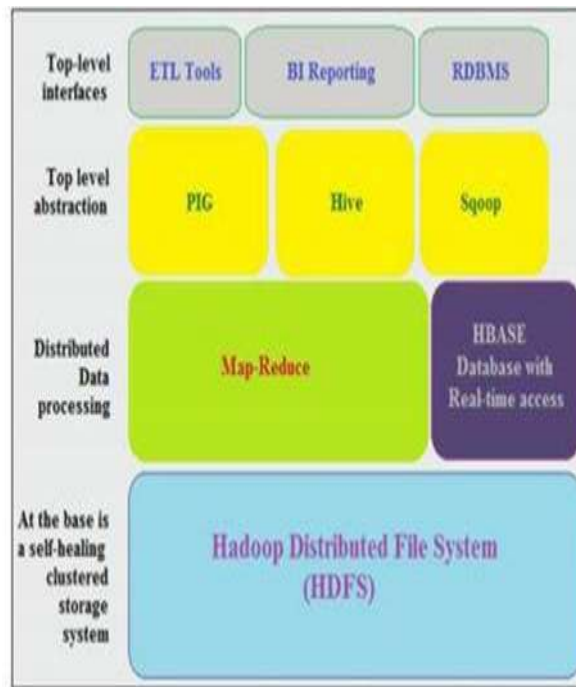 Top-level
interfaces
ETL Tools
BI Reporting
RDBMS
Top level
abstraction
PIG
Hive
Sqoop
Distributed
Data
processing
Map-Reduce
HBASE
Database with
Real-time access
At the base is
a self-healing
clustered
storage
system
Hadoop Distributed File System
(HDFS)